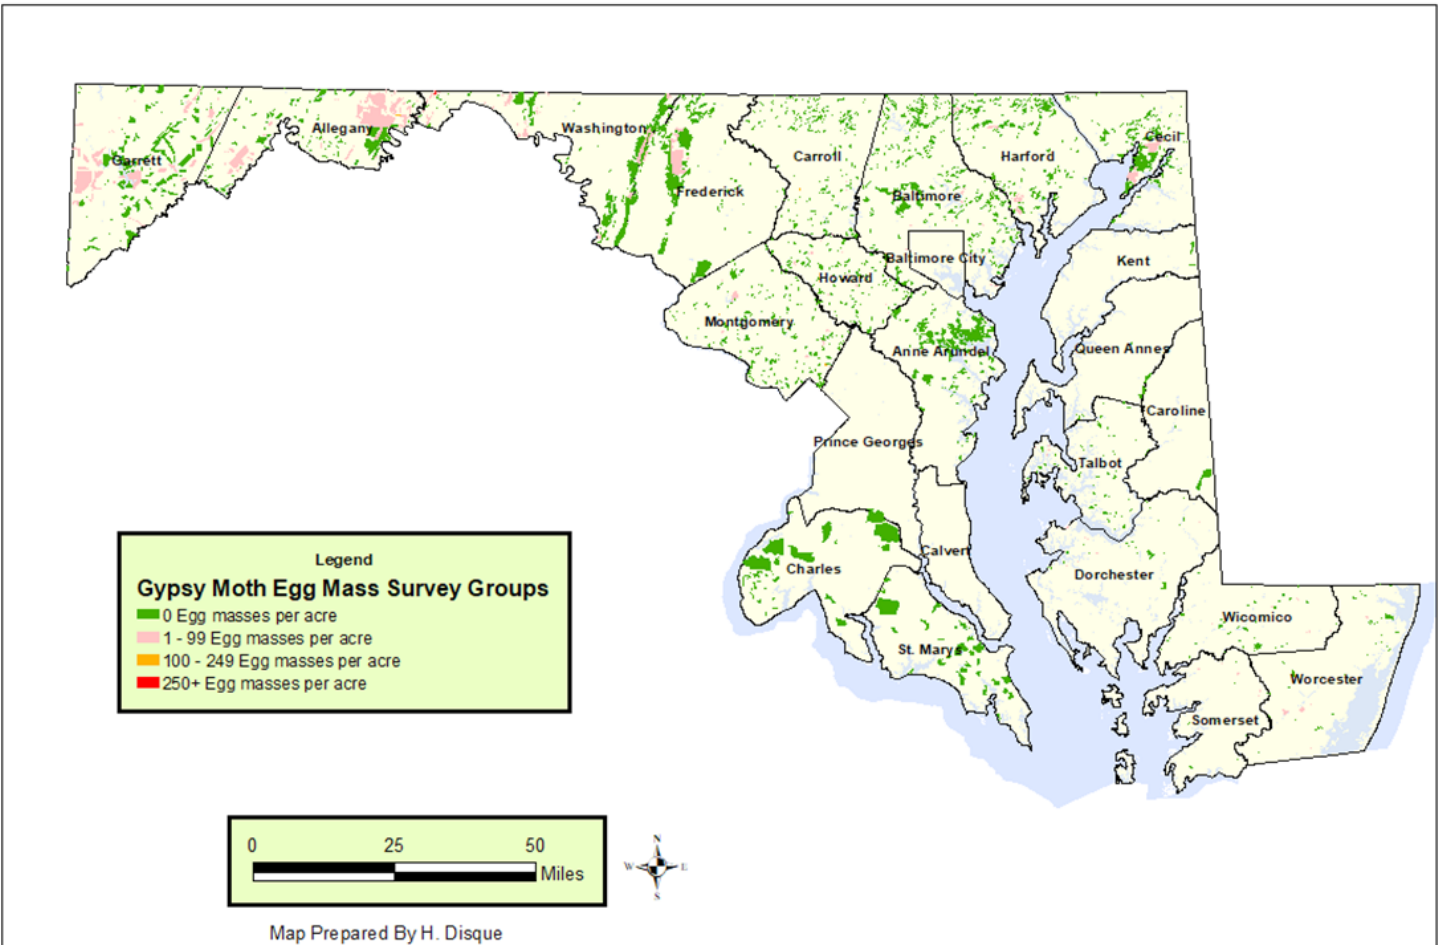 Garrett
Allegany
Washington
Frederick
Carroll
Baltimore
Harford
Cecil
Baltimore City
Howard
Kent
Montgomery
Anne Arundel
Queen Annes
Caroline
Prince Georges
Talbot
Calvert
Charles
Dorchester
St. Marys
Wicomico
Worcester
Somerset
Legend
Gypsy Moth Egg Mass Survey Groups
0 Egg masses per acre
1 - 99 Egg masses per acre
100 - 249 Egg masses per acre
250+ Egg masses per acre
0 25 50
Miles
N
W E
S
Map Prepared By H. Disque